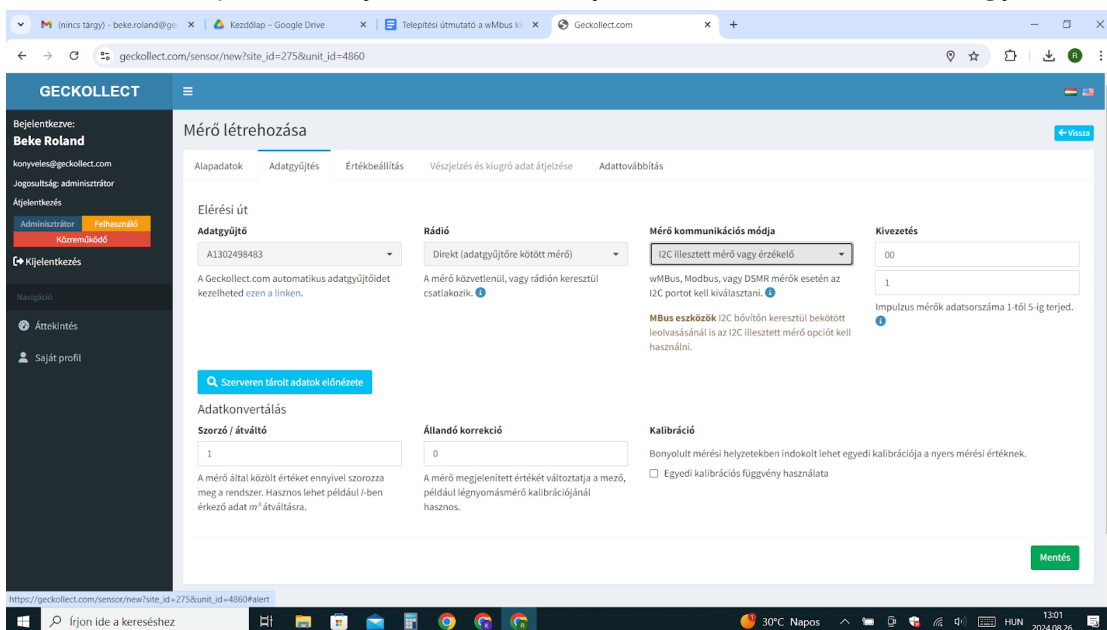 (nincs tárgy) - beke.roland@ge
Kezdőlap – Google Drive
Telepítési útmutató a wMbus k
Geckollect.com
geckollect.com/sensor/new?site_id=275&unit_id=4860
R
GECKOLLECT
Bejelentkezve:
Beke Roland
konyveles@geckollect.com
Jogosultság: adminisztrátor
Átjelentkezés
Adminisztrátor
Felhasználó
Közreműködő
Kijelentkezés
Navigáció
Áttekintés
Saját profil
Mérő létrehozása
Vissza
Alapadatok
Adatgyűjtés
Értékbeállítás
Vészjelzés és kiugró adat átjelzése
Adattovábbítás
Elérési út
Adatgyűjtő
A1302498483
A Geckollect.com automatikus adatgyűjtőidet
kezelheted ezen a linken.
Rádió
Direkt (adatgyűjtőre kötött mérő)
A mérő közvetlenül, vagy rádión keresztül
csatlakozik.
Mérő kommunikációs módja
I2C illesztett mérő vagy érzékelő
wMBus, Modbus, vagy DSMR mérők esetén az
I2C portot kell kiválasztani.
MBus eszközök I2C bővítőn keresztül bekötött
leolvasásánál is az I2C illesztett mérő opciót kell
használni.
Kivezetés
00
1
Impulzus mérők adatsorszáma 1-től 5-ig terjed.
Szerveren tárolt adatok előnézete
Adatkonvertálás
Szorzó / átváltó
1
A mérő által közölt értéket ennyivel szorozza
meg a rendszer. Hasznos lehet például l-ben
érkező adat m³ átváltásra.
Állandó korrekció
0
A mérő megjelenített értékét változtatja a mező,
például légnyomásmérő kalibrációjánál
hasznos.
Kalibráció
Bonyolult mérési helyzetekben indokolt lehet egyedi kalibrációja a nyers mérési értéknek.
Egyedi kalibrációs függvény használata
Mentés
https://geckollect.com/sensor/new?site_id=275&unit_id=4860#alert
Írjon ide a kereséshez
30°C Napos
HUN
13:01
2024.08.26.